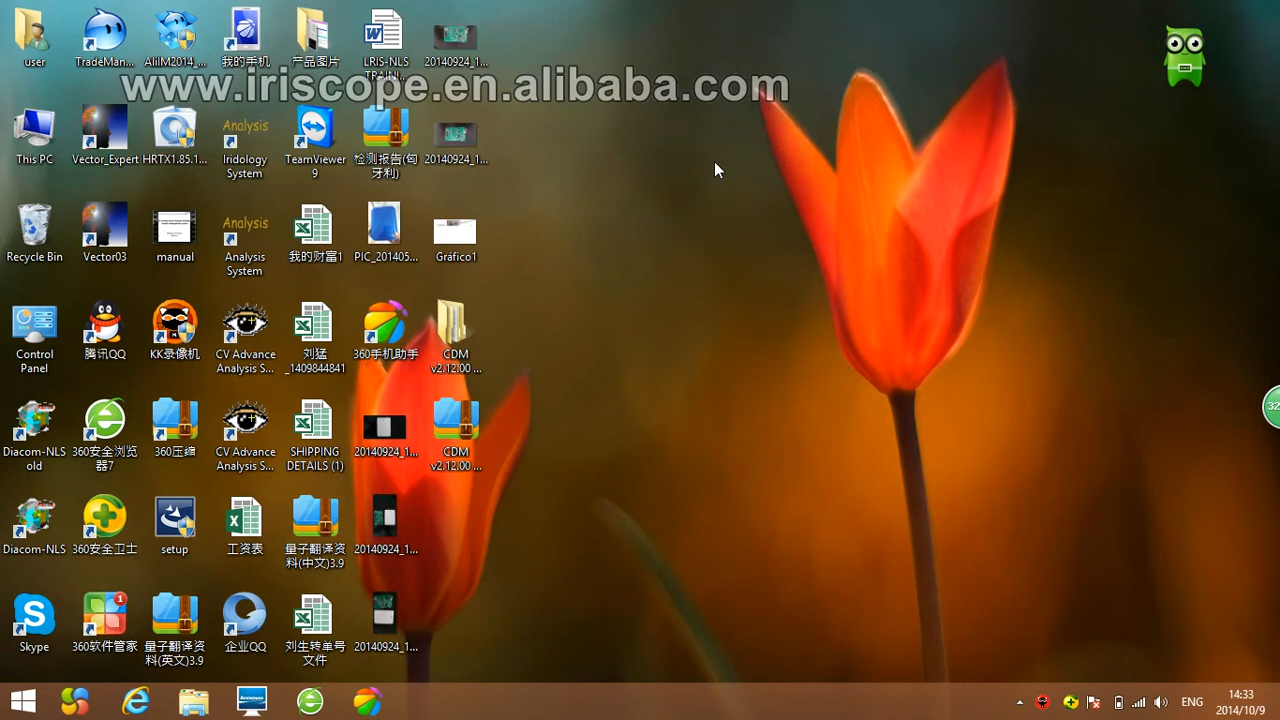 user
TradeMan...
AliiM2014_...
我的手机
产品图片
LRIS-NLS
TRAINI...
20140924_1...
www.iriscope.en.alibaba.com
This PC
Vector_Expert
HRTX1.85.1...
Analysis
Iridology
System
TeamViewer
9
检测报告(匈
牙利)
20140924_1...
Recycle Bin
Vector03
manual
Analysis
Analysis
System
我的财富1
PIC_201405...
Gráfico1
Control
Panel
腾讯QQ
KK录像机
CV Advance
Analysis S...
刘猛
_1409844841
360手机助手
CDM
v2.12.00 ...
Diacom-NLS
old
360安全浏览
器7
360压缩
CV Advance
Analysis S...
SHIPPING
DETAILS (1)
20140924_1...
CDM
v2.12.00 ...
Diacom-NLS
360安全卫士
setup
工资表
量子翻译资
料(中文)3.9
20140924_1...
Skype
1
360软件管家
量子翻译资
料(英文)3.9
企业QQ
刘生转单号
文件
20140924_1...
32
ENG
14:33
2014/10/9